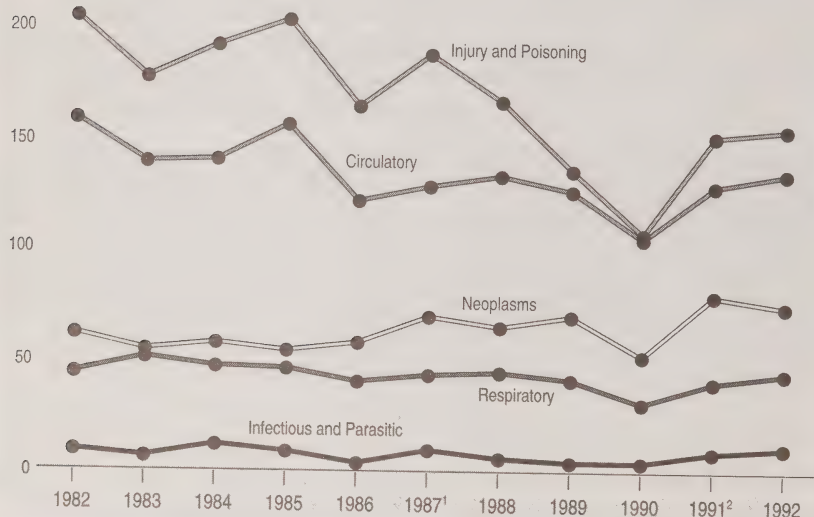 200
Injury and Poisoning
150
Circulatory
100
Neoplasms
50
Respiratory
Infectious and Parasitic
0
1982 1983 1984 1985 1986 1987¹ 1988 1989 1990 1991² 1992